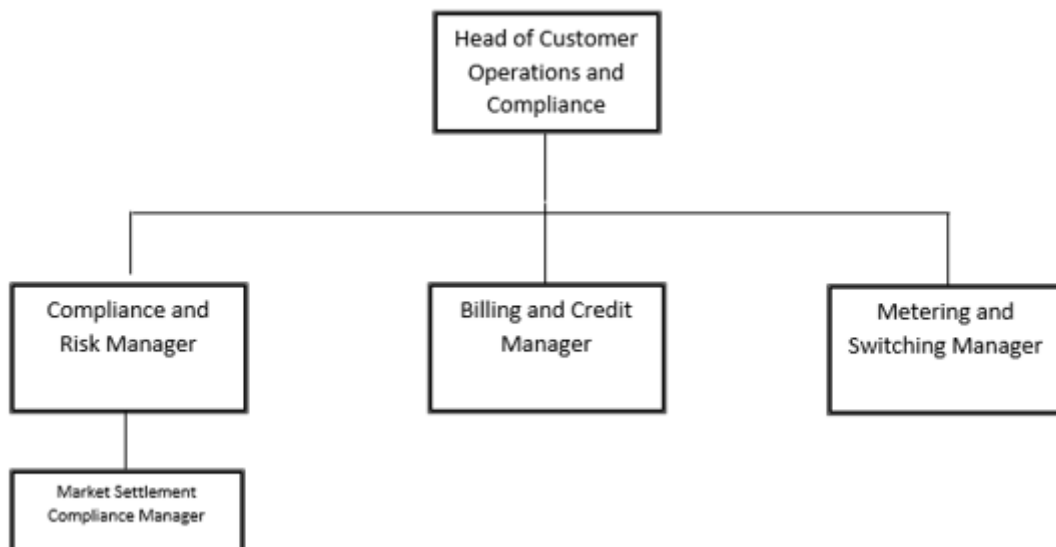 Head of Customer
Operations and
Compliance
Compliance and
Risk Manager
Billing and Credit
Manager
Metering and
Switching Manager
Market Settlement
Compliance Manager